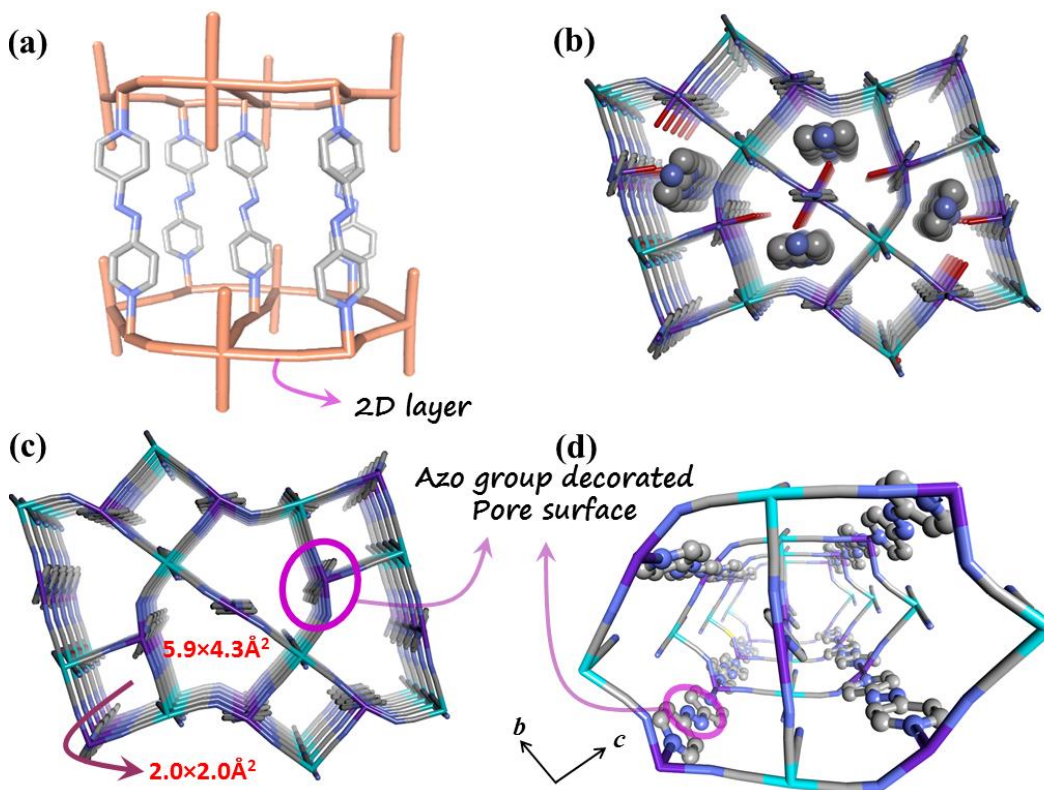 (a)
2D layer
(b)
(c)
5.9×4.3Å²
2.0×2.0Å²
Azo group decorated
Pore surface
(d)
b
c